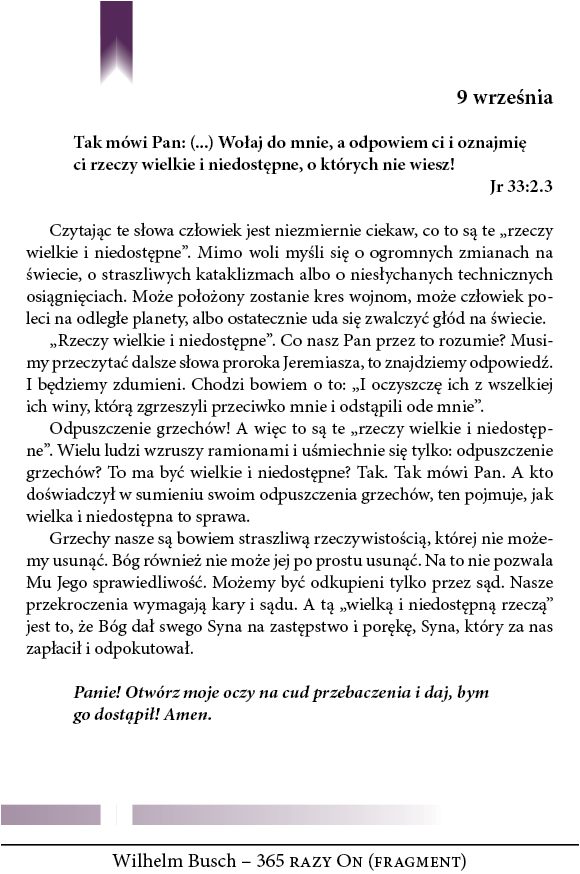 9 września
Tak mówi Pan: (...) Wołaj do mnie, a odpowiem ci i oznajmię
ci rzeczy wielkie i niedostępne, o których nie wiesz!
Jr 33:2.3
Czytając te słowa człowiek jest niezmiernie ciekaw, co to są te „rzeczy
wielkie i niedostępne”. Mimo woli myśli się o ogromnych zmianach na
świecie, o straszliwych kataklizmach albo o niesłychanych technicznych
osiągnięciach. Może położony zostanie kres wojnom, może człowiek po-
leci na odległe planety, albo ostatecznie uda się zwalczyć głód na świecie.
„Rzeczy wielkie i niedostępne”. Co nasz Pan przez to rozumie? Musi-
my przeczytać dalsze słowa proroka Jeremiasza, to znajdziemy odpowiedź.
I będziemy zdumieni. Chodzi bowiem o to: „I oczyszczę ich z wszelkiej
ich winy, którą zgrzeszyli przeciwko mnie i odstąpili ode mnie”.
Odpuszczenie grzechów! A więc to są te „rzeczy wielkie i niedostęp-
ne”. Wielu ludzi wzruszy ramionami i uśmiechnie się tylko: odpuszczenie
grzechów? To ma być wielkie i niedostępne? Tak. Tak mówi Pan. A kto
doświadczył w sumieniu swoim odpuszczenia grzechów, ten pojmuje, jak
wielka i niedostępna to sprawa.
Grzechy nasze są bowiem straszliwą rzeczywistością, której nie może-
my usunąć. Bóg również nie może jej po prostu usunąć. Na to nie pozwala
Mu Jego sprawiedliwość. Możemy być odkupieni tylko przez sąd. Nasze
przekroczenia wymagają kary i sądu. A tą „wielką i niedostępną rzeczą”
jest to, że Bóg dał swego Syna na zastępstwo i porękę, Syna, który za nas
zapłacił i odpokutował.
Panie! Otwórz moje oczy na cud przebaczenia i daj, bym
go dostąpił! Amen.
Wilhelm Busch – 365 razy On (fragment)